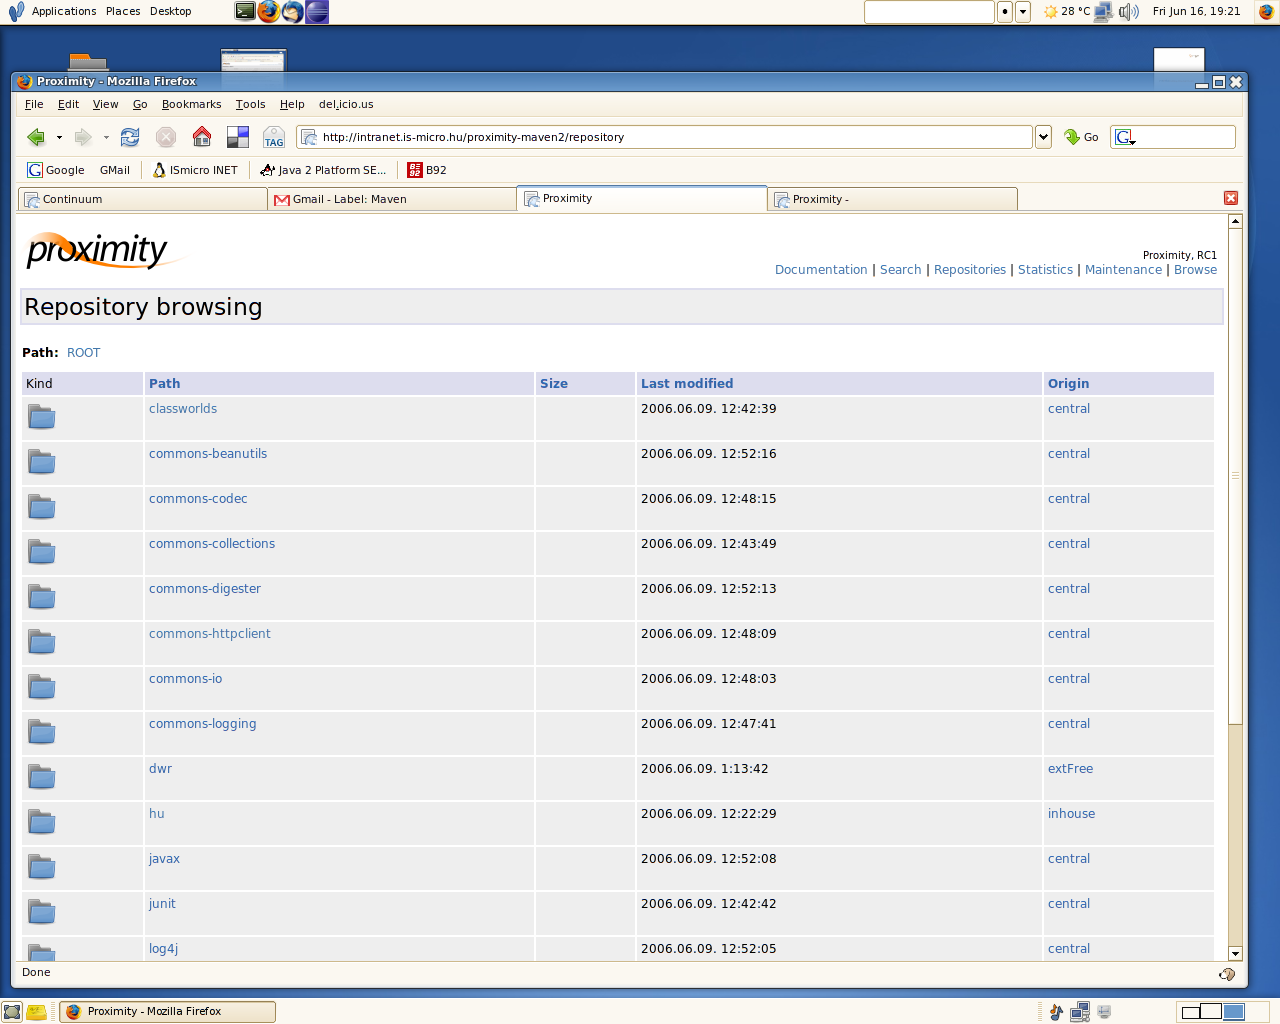 Applications Places Desktop 28 °C Fri Jun 16, 19:21
Proximity - Mozilla Firefox
File Edit View Go Bookmarks Tools Help del.icio.us
TAG http://intranet.is-micro.hu/proximity-maven2/repository Go G
G Google GMail ISmicro INET Java 2 Platform SE... B92
Continuum Gmail - Label: Maven Proximity Proximity -
proximity
Proximity, RC1
Documentation | Search | Repositories | Statistics | Maintenance | Browse
Repository browsing
Path: ROOT
Kind Path Size Last modified Origin
classworlds 2006.06.09. 12:42:39 central
commons-beanutils 2006.06.09. 12:52:16 central
commons-codec 2006.06.09. 12:48:15 central
commons-collections 2006.06.09. 12:43:49 central
commons-digester 2006.06.09. 12:52:13 central
commons-httpclient 2006.06.09. 12:48:09 central
commons-io 2006.06.09. 12:48:03 central
commons-logging 2006.06.09. 12:47:41 central
dwr 2006.06.09. 1:13:42 extFree
hu 2006.06.09. 12:22:29 inhouse
javax 2006.06.09. 12:52:08 central
junit 2006.06.09. 12:42:42 central
log4j 2006.06.09. 12:52:05 central
Done
Proximity - Mozilla Firefox